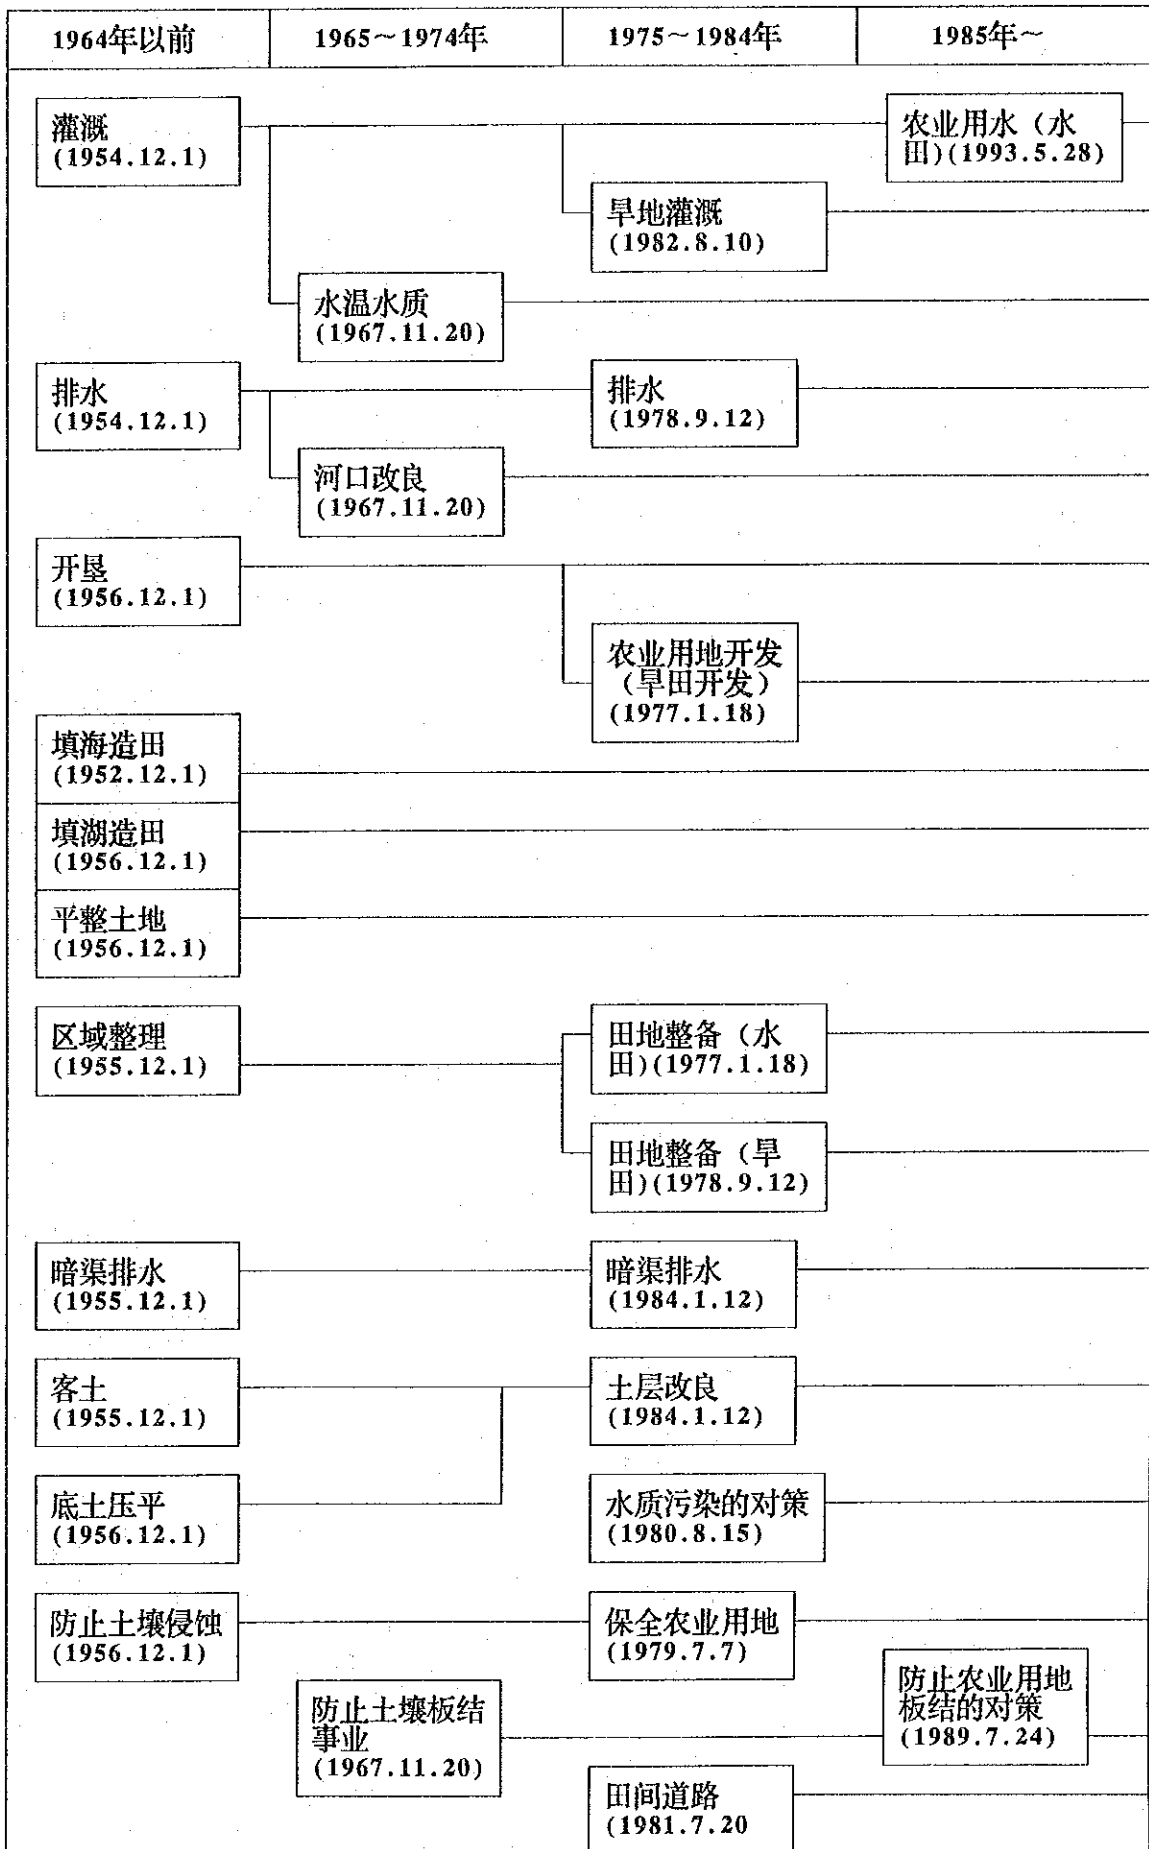 1964年以前
1965～1974年
1975～1984年
1985年～
灌溉
(1954.12.1)
农业用水（水
田)(1993.5.28)
旱地灌溉
(1982.8.10)
水温水质
(1967.11.20)
排水
(1954.12.1)
排水
(1978.9.12)
河口改良
(1967.11.20)
开垦
(1956.12.1)
农业用地开发
（旱田开发）
(1977.1.18)
填海造田
(1952.12.1)
填湖造田
(1956.12.1)
平整土地
(1956.12.1)
区域整理
(1955.12.1)
田地整备（水
田)(1977.1.18)
田地整备（旱
田)(1978.9.12)
暗渠排水
(1955.12.1)
暗渠排水
(1984.1.12)
客土
(1955.12.1)
土层改良
(1984.1.12)
底土压平
(1956.12.1)
水质污染的对策
(1980.8.15)
防止土壤侵蚀
(1956.12.1)
保全农业用地
(1979.7.7)
防止土壤板结
事业
(1967.11.20)
防止农业用地
板结的对策
(1989.7.24)
田间道路
(1981.7.20